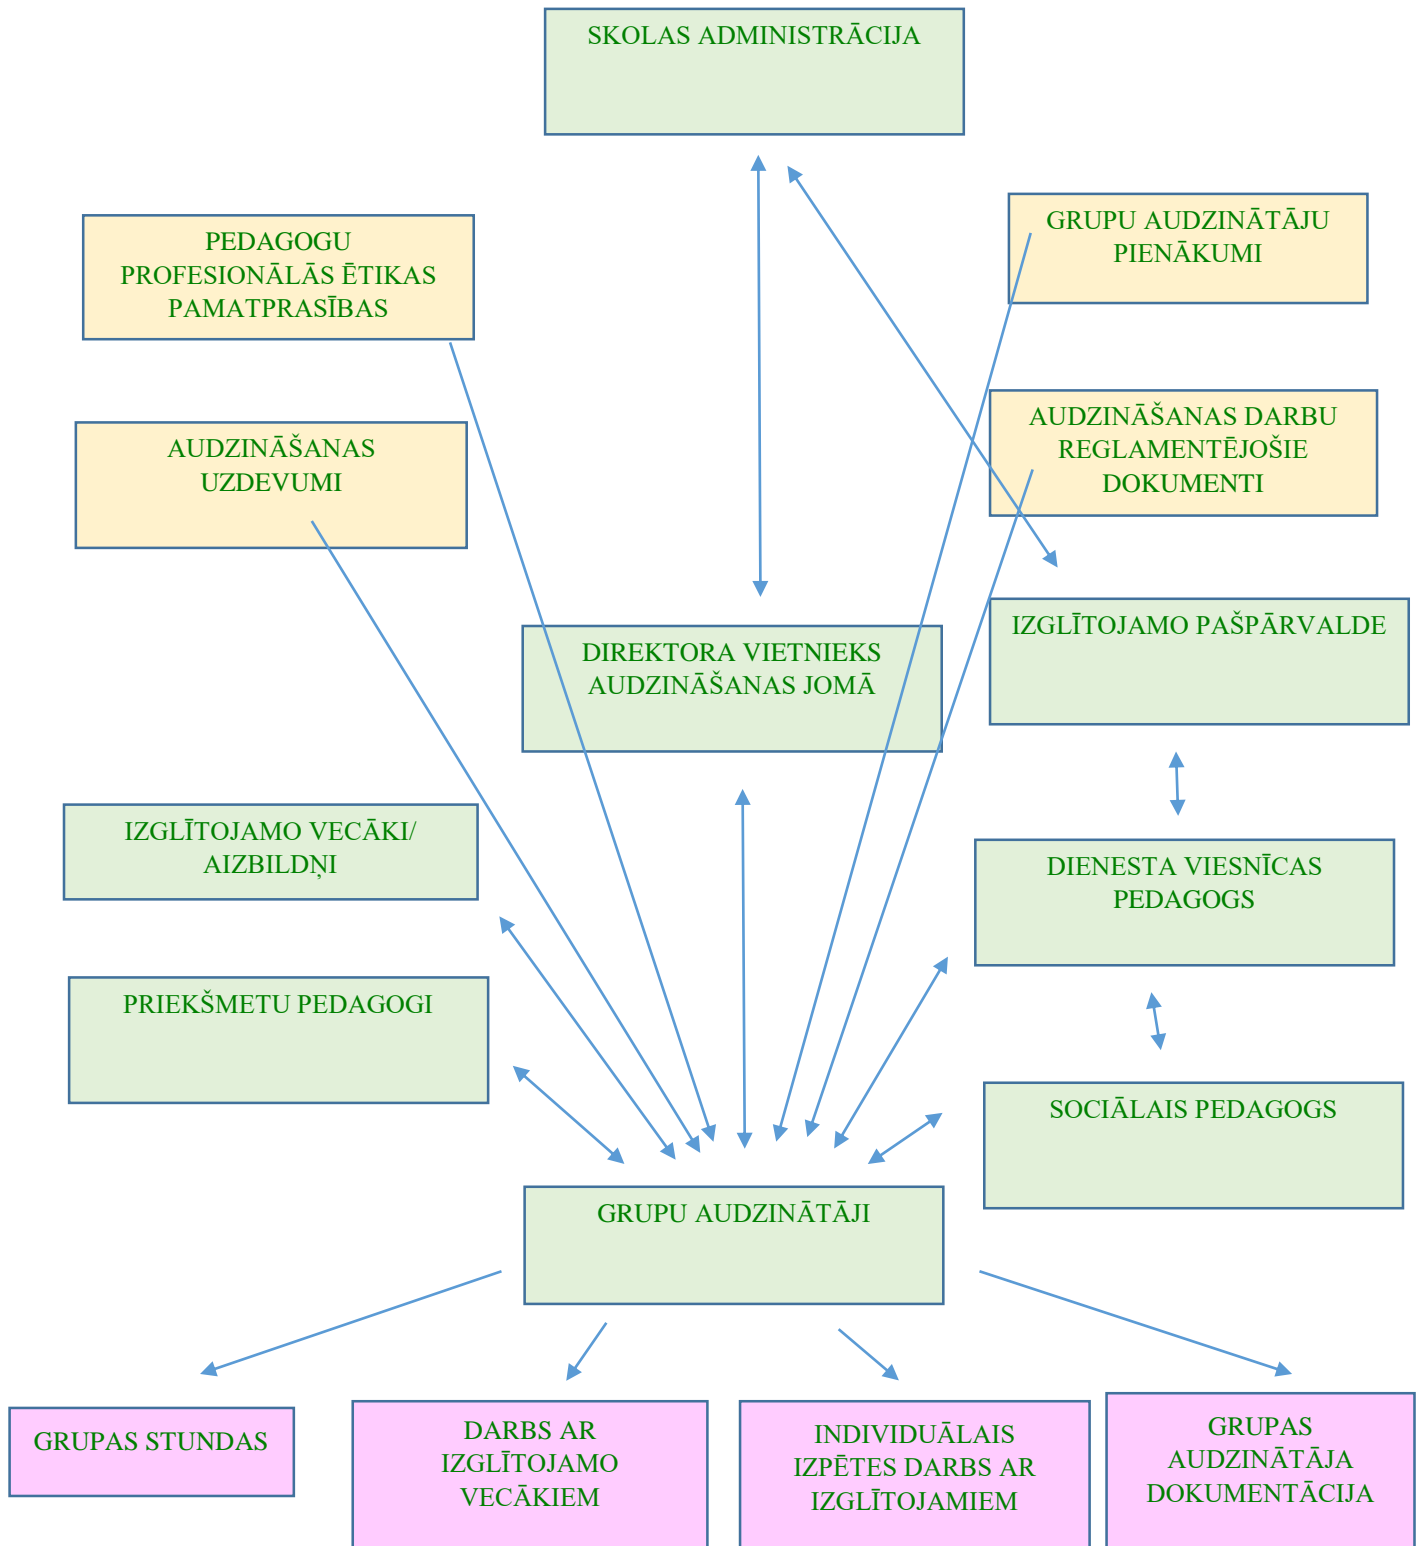 SKOLAS ADMINISTRĀCIJA
PEDAGOGU
PROFESIONĀLĀS ĒTIKAS
PAMATPRASĪBAS
GRUPU AUDZINĀTĀJU
PIENĀKUMI
AUDZINĀŠANAS
UZDEVUMI
AUDZINĀŠANAS DARBU
REGLAMENTĒJOŠIE
DOKUMENTI
DIREKTORA VIETNIEKS
AUDZINĀŠANAS JOMĀ
IZGLĪTOJAMO PAŠPĀRVALDE
IZGLĪTOJAMO VECĀKI/
AIZBILDŅI
DIENESTA VIESNĪCAS
PEDAGOGS
PRIEKŠMETU PEDAGOGI
SOCIĀLAIS PEDAGOGS
GRUPU AUDZINĀTĀJI
GRUPAS STUNDAS
DARBS AR
IZGLĪTOJAMO
VECĀKIEM
INDIVIDUĀLAIS
IZPĒTES DARBS AR
IZGLĪTOJAMIEM
GRUPAS
AUDZINĀTĀJA
DOKUMENTĀCIJA